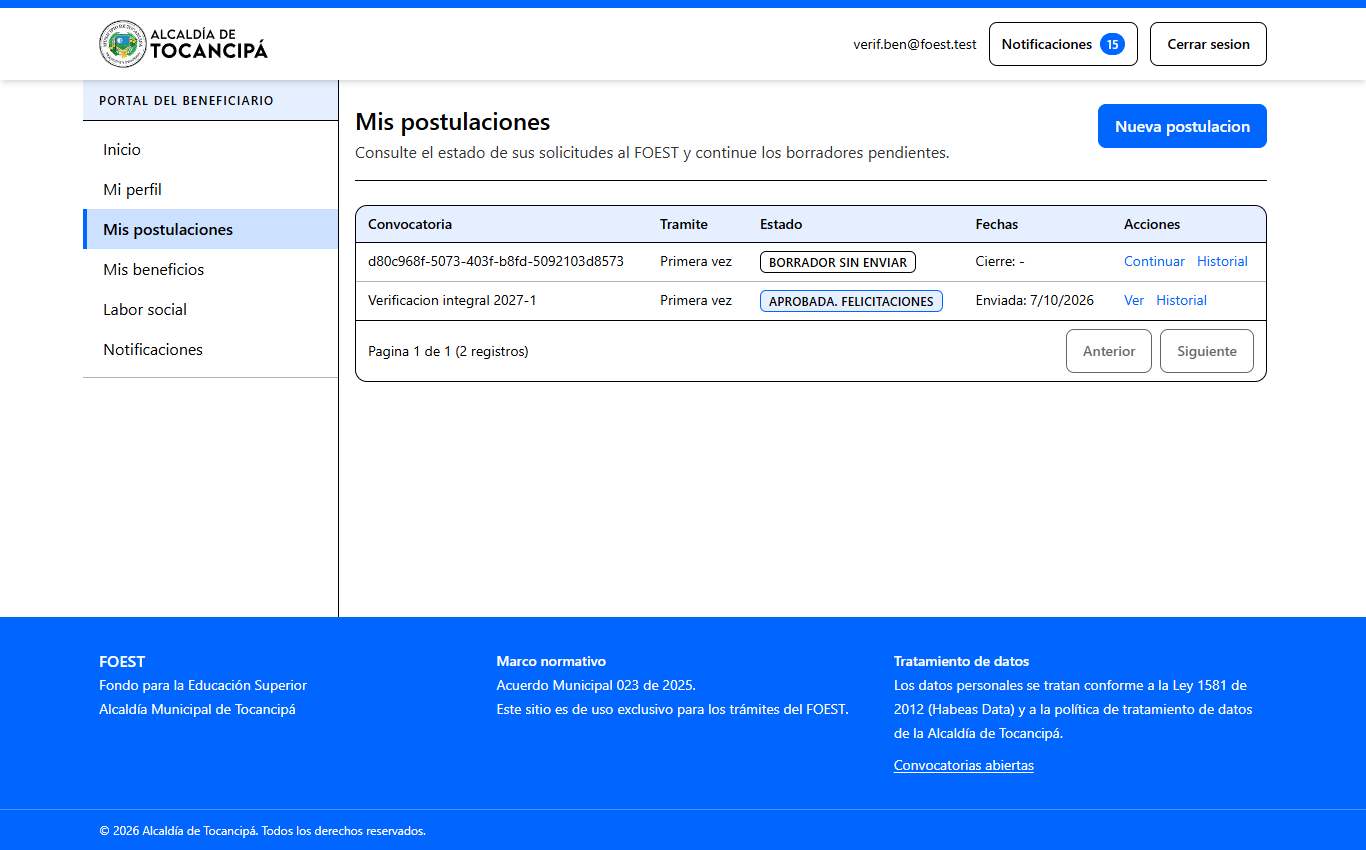 ALCALDÍA DE
TOCANCIPÁ
verif.ben@foest.test
Notificaciones 15
Cerrar sesion
PORTAL DEL BENEFICIARIO
Inicio
Mi perfil
Mis postulaciones
Mis beneficios
Labor social
Notificaciones
Mis postulaciones
Consulte el estado de sus solicitudes al FOEST y continue los borradores pendientes.
Nueva postulacion
Convocatoria Tramite Estado Fechas Acciones
d80c968f-5073-403f-b8fd-5092103d8573 Primera vez BORRADOR SIN ENVIAR Cierre: - Continuar Historial
Verificacion integral 2027-1 Primera vez APROBADA. FELICITACIONES Enviada: 7/10/2026 Ver Historial
Pagina 1 de 1 (2 registros) Anterior Siguiente
FOEST
Fondo para la Educación Superior
Alcaldía Municipal de Tocancipá
Marco normativo
Acuerdo Municipal 023 de 2025.
Este sitio es de uso exclusivo para los trámites del FOEST.
Tratamiento de datos
Los datos personales se tratan conforme a la Ley 1581 de
2012 (Habeas Data) y a la política de tratamiento de datos
de la Alcaldía de Tocancipá.
Convocatorias abiertas
© 2026 Alcaldía de Tocancipá. Todos los derechos reservados.